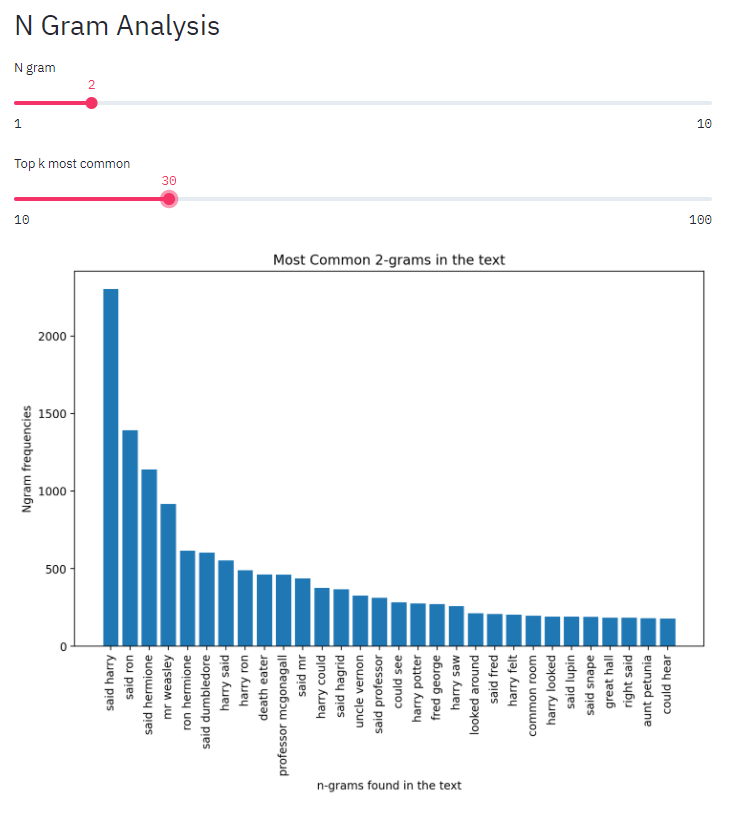 N Gram Analysis
N gram
2
1 10
Top k most common
30
10 100
Most Common 2-grams in the text
2000
1500
1000
500
0
Ngram frequencies
said harry
said ron
said hermione
mr weasley
ron hermione
said dumbledore
harry said
harry ron
death eater
professor mcgonagall
said mr
harry could
said hagrid
uncle vernon
said professor
could see
harry potter
fred george
harry saw
looked around
said fred
harry felt
common room
harry looked
said lupin
said snape
great hall
right said
aunt petunia
could hear
n-grams found in the text